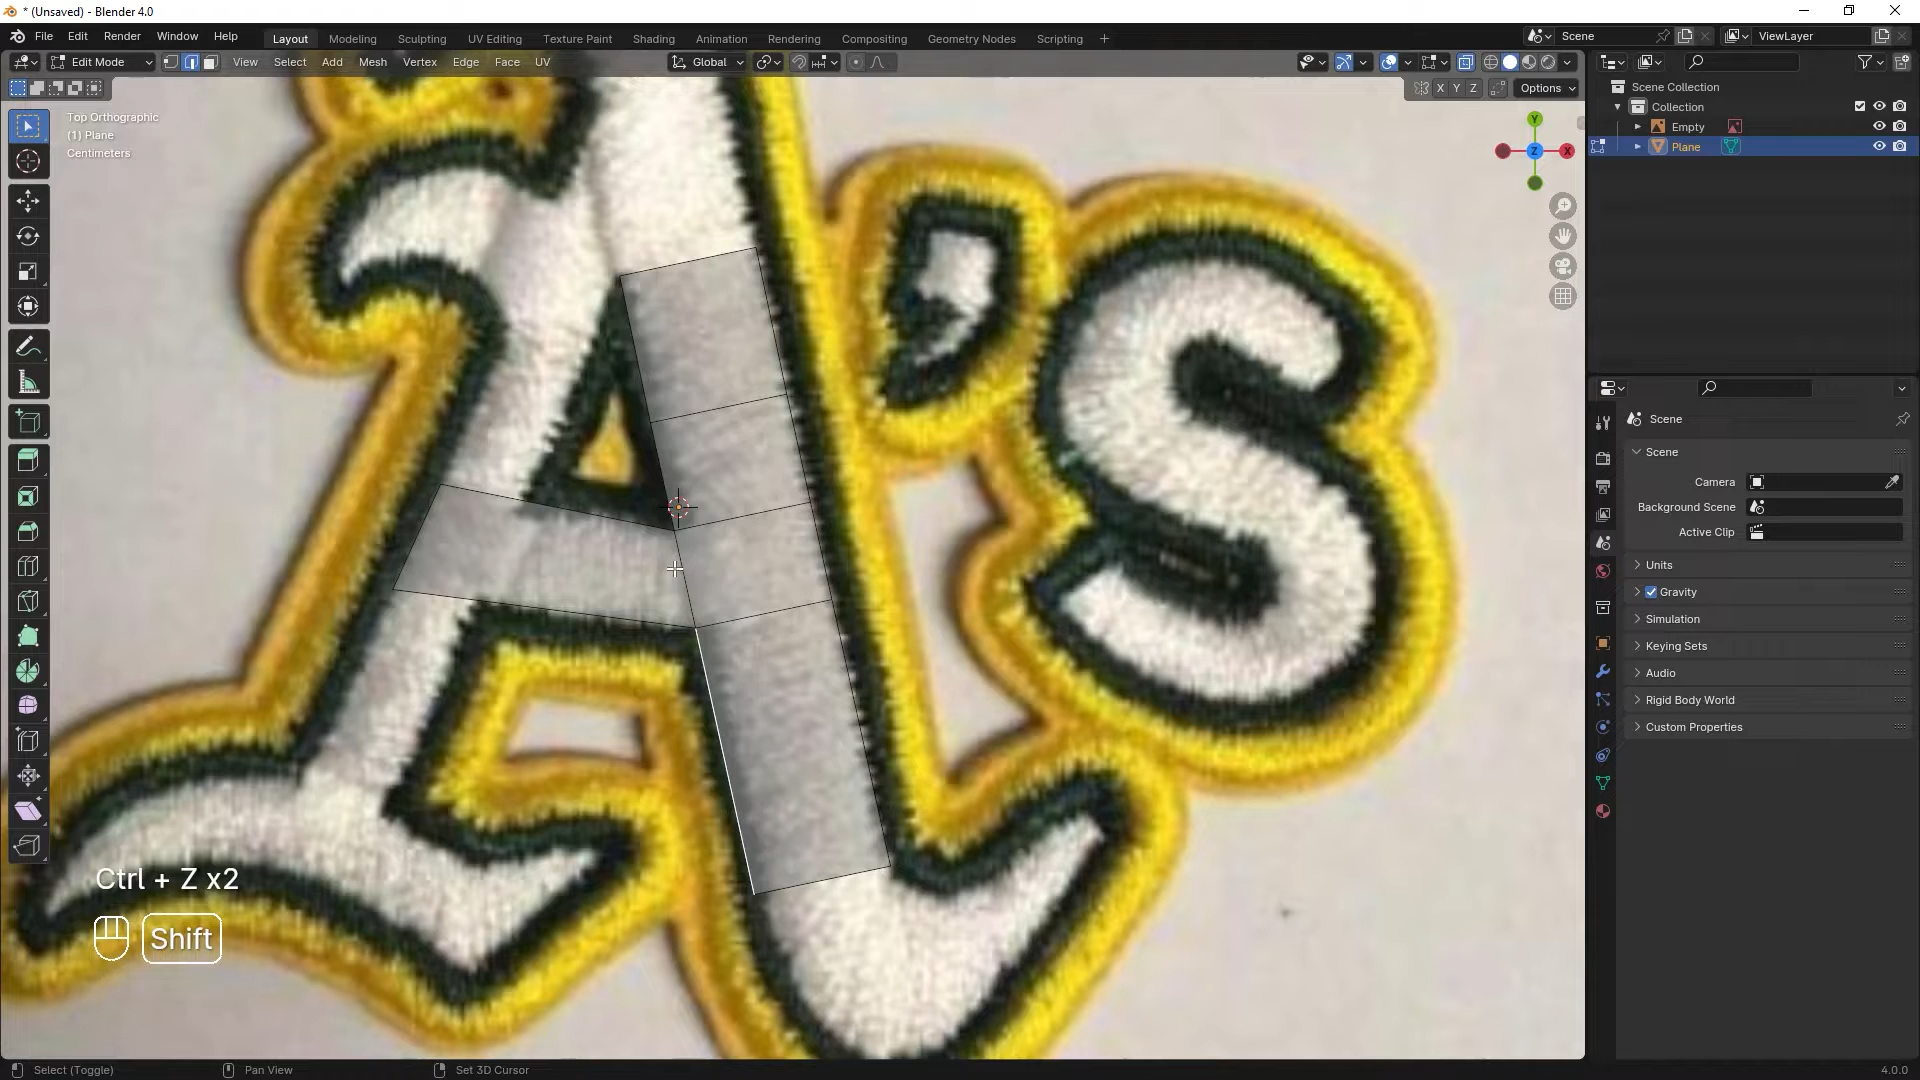 * (Unsaved) - Blender 4.0
File Edit Render Window Help
Layout Modeling Sculpting UV Editing Texture Paint Shading Animation Rendering Compositing Geometry Nodes Scripting +
Scene
ViewLayer
Edit Mode
View Select Add Mesh Vertex Edge Face UV
Global
X Y Z
Options
Top Orthographic
(1) Plane
Centimeters
Y
Z
X
A's
Ctrl + Z x2
Shift
Scene Collection
Collection
Empty
Plane
Scene
Scene
Camera
Background Scene
Active Clip
Units
Gravity
Simulation
Keying Sets
Audio
Rigid Body World
Custom Properties
Select (Toggle)
Pan View
Set 3D Cursor
4.0.0